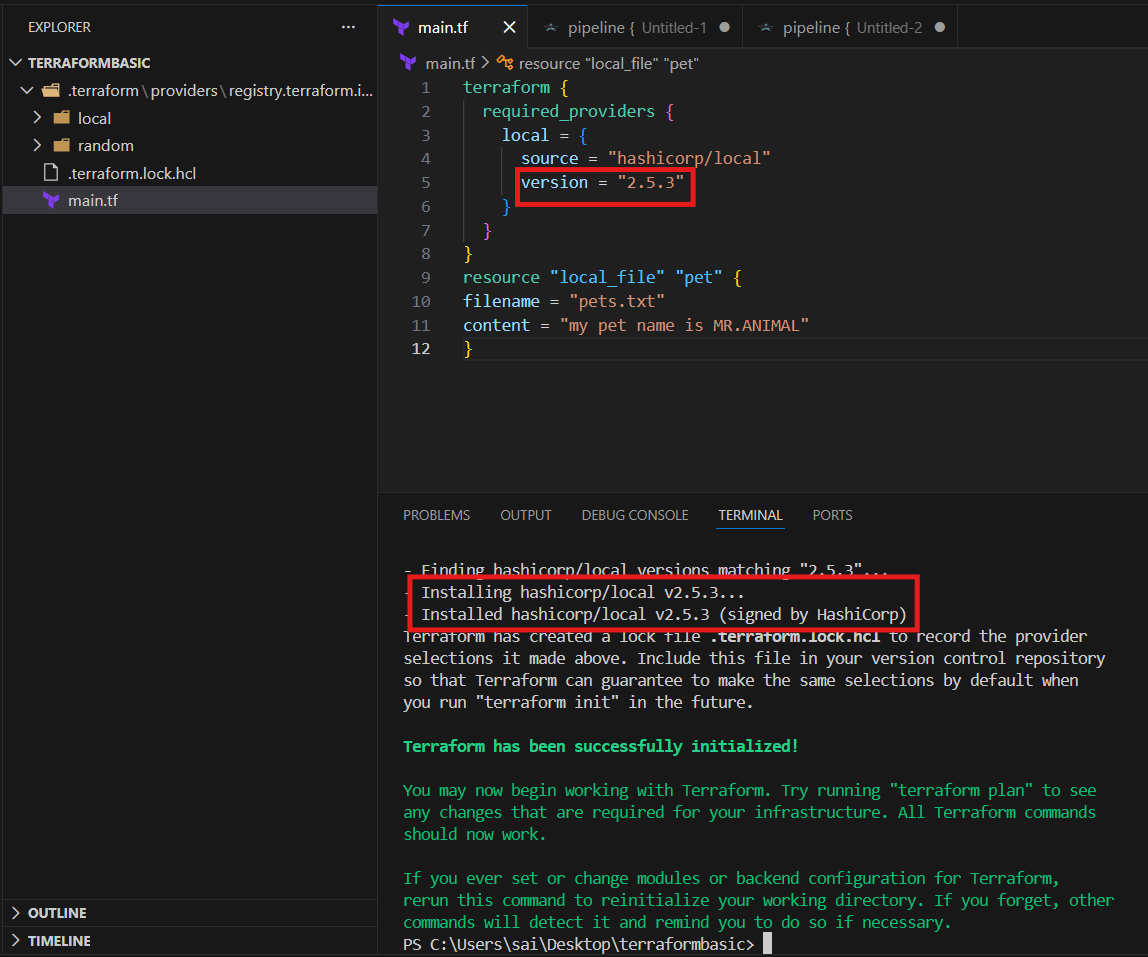 EXPLORER ···
TERRAFORMBASIC
.terraform\providers\registry.terraform.i...
local
random
.terraform.lock.hcl
main.tf
main.tf pipeline { Untitled-1 pipeline { Untitled-2
main.tf > resource "local_file" "pet"
1 terraform {
2 required_providers {
3 local = {
4 source = "hashicorp/local"
5 version = "2.5.3"
6 }
7 }
8 }
9 resource "local_file" "pet" {
10 filename = "pets.txt"
11 content = "my pet name is MR.ANIMAL"
12 }
PROBLEMS OUTPUT DEBUG CONSOLE TERMINAL PORTS
- Finding hashicorp/local versions matching "2.5.3"...
- Installing hashicorp/local v2.5.3...
- Installed hashicorp/local v2.5.3 (signed by HashiCorp)
Terraform has created a lock file .terraform.lock.hcl to record the provider
selections it made above. Include this file in your version control repository
so that Terraform can guarantee to make the same selections by default when
you run "terraform init" in the future.
Terraform has been successfully initialized!
You may now begin working with Terraform. Try running "terraform plan" to see
any changes that are required for your infrastructure. All Terraform commands
should now work.
If you ever set or change modules or backend configuration for Terraform,
rerun this command to reinitialize your working directory. If you forget, other
commands will detect it and remind you to do so if necessary.
PS C:\Users\sai\Desktop\terraformbasic>
OUTLINE
TIMELINE